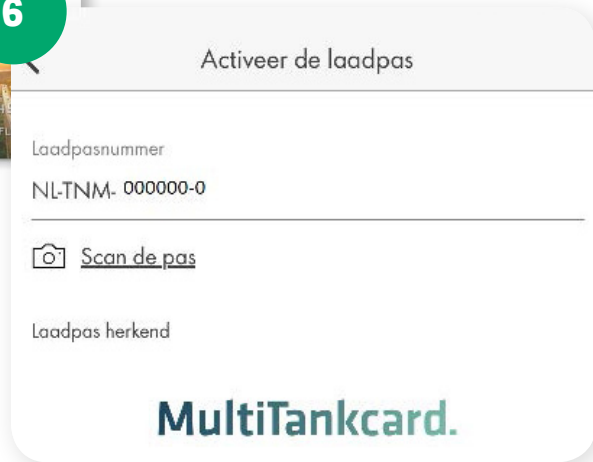 6
Activeer de laadpas
Laadpasnummer
NL-TNM- 000000-0
Scan de pas
Laadpas herkend
MultiTankcard.